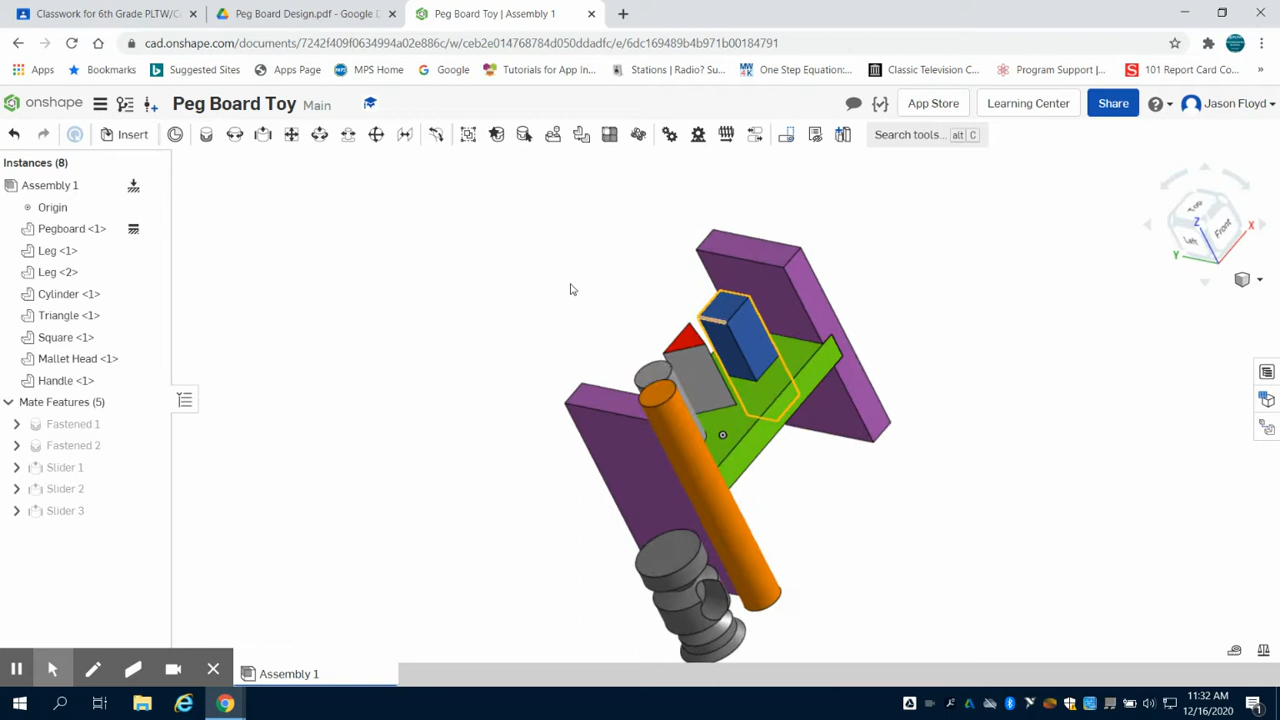 Classwork for 6th Grade PLTW/C
Peg Board Design.pdf - Google D
Peg Board Toy | Assembly 1
cad.onshape.com/documents/7242f409f0634994a02e886c/w/ceb2e014769784d050ddadfc/e/6dc169489b4b971b00184791
Apps
Bookmarks
Suggested Sites
Apps Page
MPS Home
Google
Tutorials for App In...
Stations | Radio? Su...
One Step Equation:...
Classic Television C...
Program Support |...
101 Report Card Co...
onshape
Peg Board Toy Main
App Store
Learning Center
Share
Jason Floyd
Insert
Search tools... alt C
Instances (8)
Assembly 1
Origin
Pegboard <1>
Leg <1>
Leg <2>
Cylinder <1>
Triangle <1>
Square <1>
Mallet Head <1>
Handle <1>
Mate Features (5)
Fastened 1
Fastened 2
Slider 1
Slider 2
Slider 3
Top
Left
Front
Z
X
Y
Assembly 1
11:32 AM
12/16/2020
1